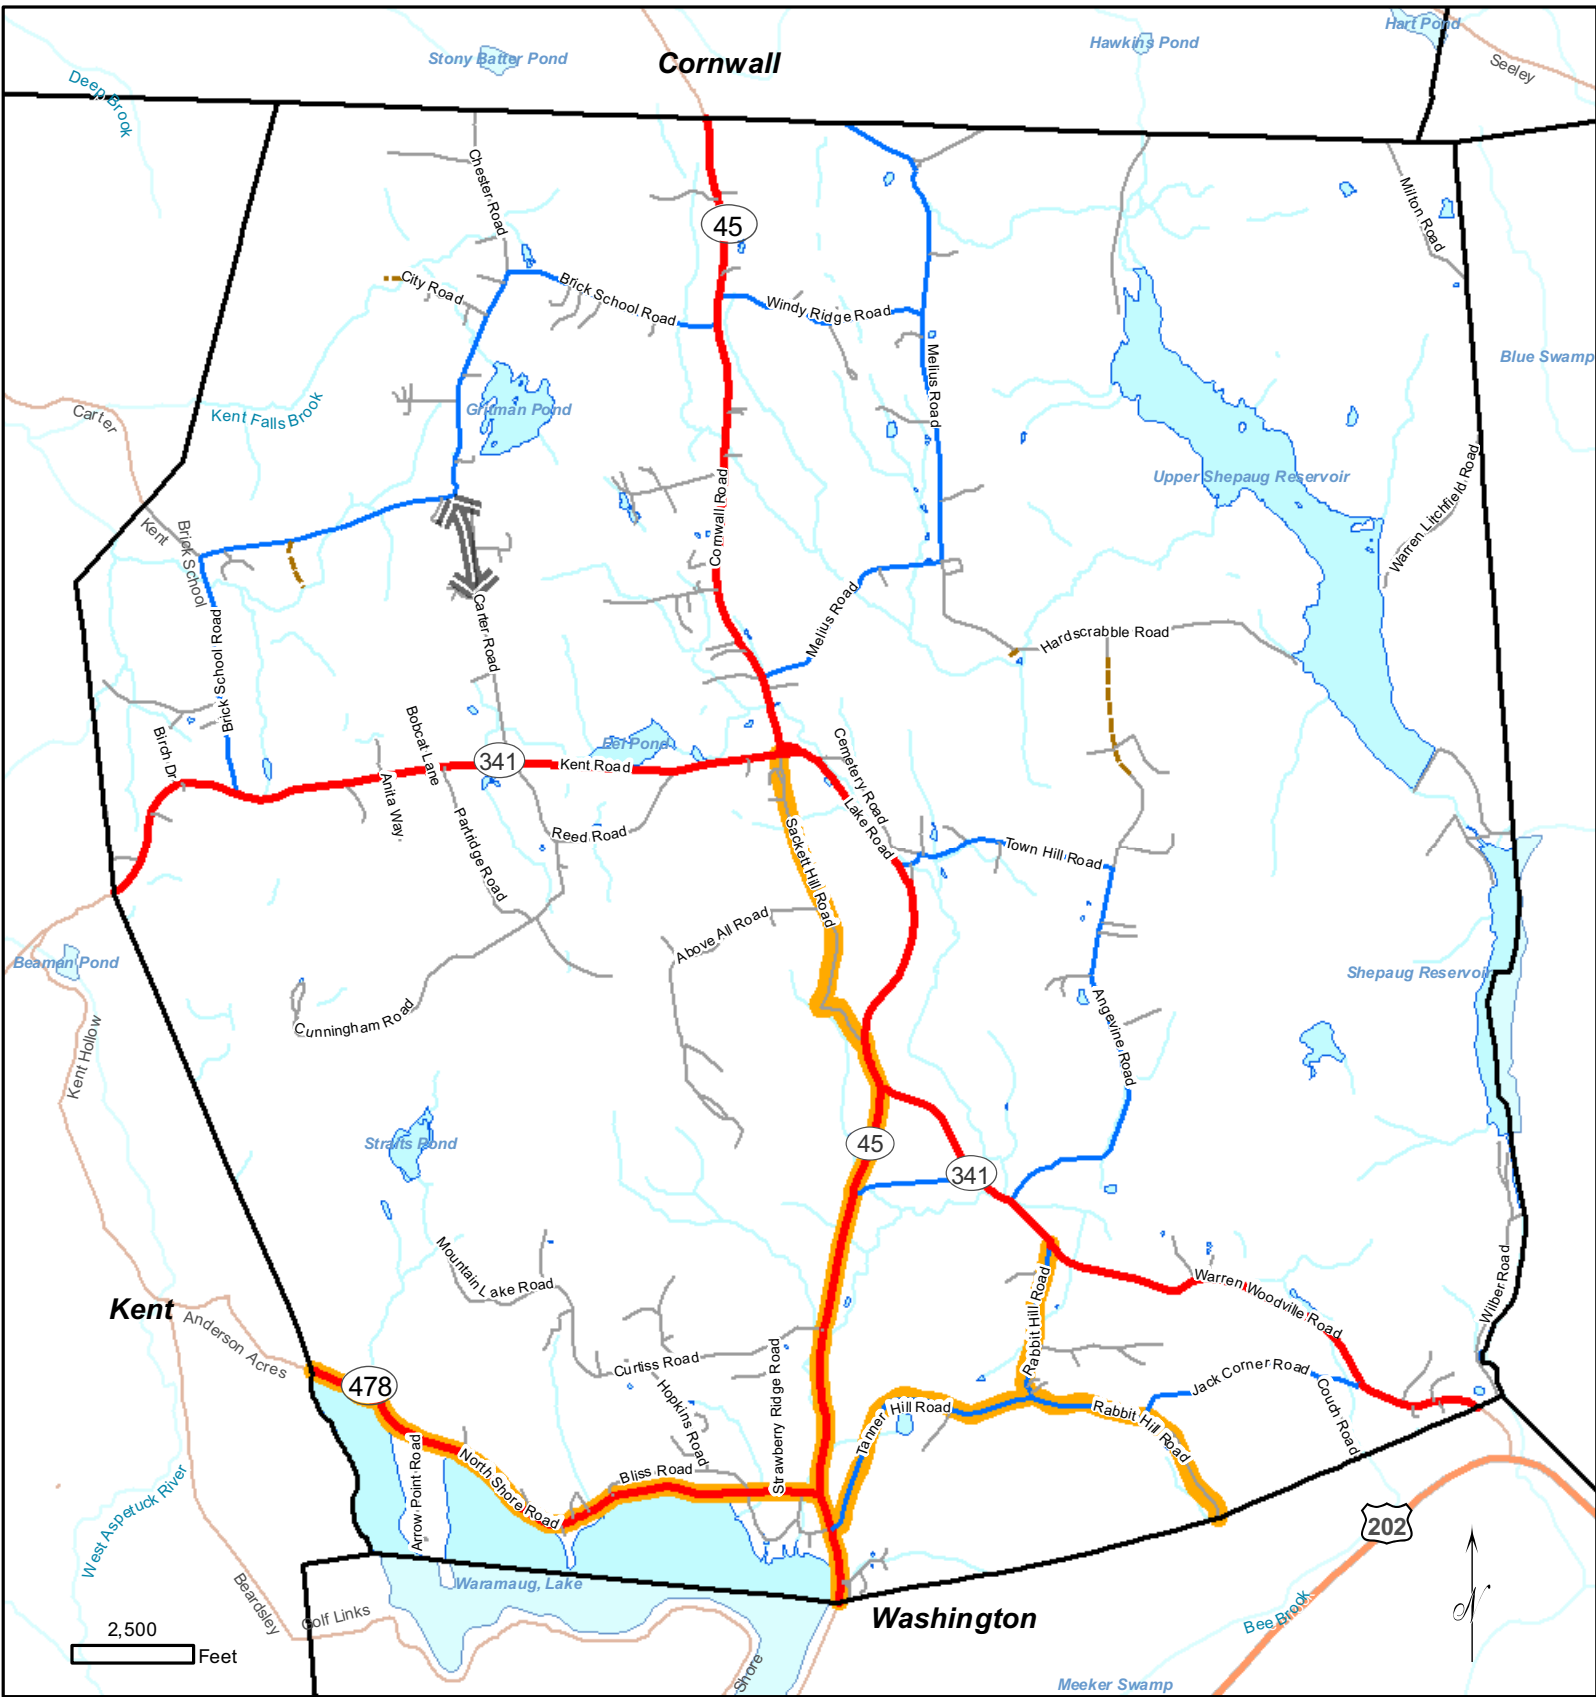 Hart Pond
Stony Batter Pond
Cornwall
Hawkins Pond
Seeley
Deep Brook
Chester Road
Milton Road
45
City Road
Brick School Road
Windy Ridge Road
Melius Road
Blue Swamp
Carter
Kent Falls Brook
Gritman Pond
Upper Shepaug Reservoir
Cornwall Road
Warren Litchfield Road
Kent
Brick School
Carter Road
Melius Road
Hardscrabble Road
Brick School Road
Birch Dr
Bobcat Lane
341
Eel Pond
Kent Road
Cemetery Road
Anita Way
Partridge Road
Reed Road
Lake Road
Sackett Hill Road
Town Hill Road
Above All Road
Beaman Pond
Shepaug Reservoir
Cunningham Road
Angevine Road
Kent Hollow
Straits Pond
45
341
Mountain Lake Road
Warren Woodville Road
Wilber Road
Kent
Anderson Acres
Rabbit Hill Road
Curtiss Road
Strawberry Ridge Road
Jack Corner Road
478
Hopkins Road
Couch Road
Tanner Hill Road
Rabbit Hill Road
Arrow Point Road
North Shore Road
Bliss Road
West Aspetuck River
202
Waramaug, Lake
Beardsley
Golf Links
Washington
Bee Brook
N
2,500
Feet
Shore
Meeker Swamp